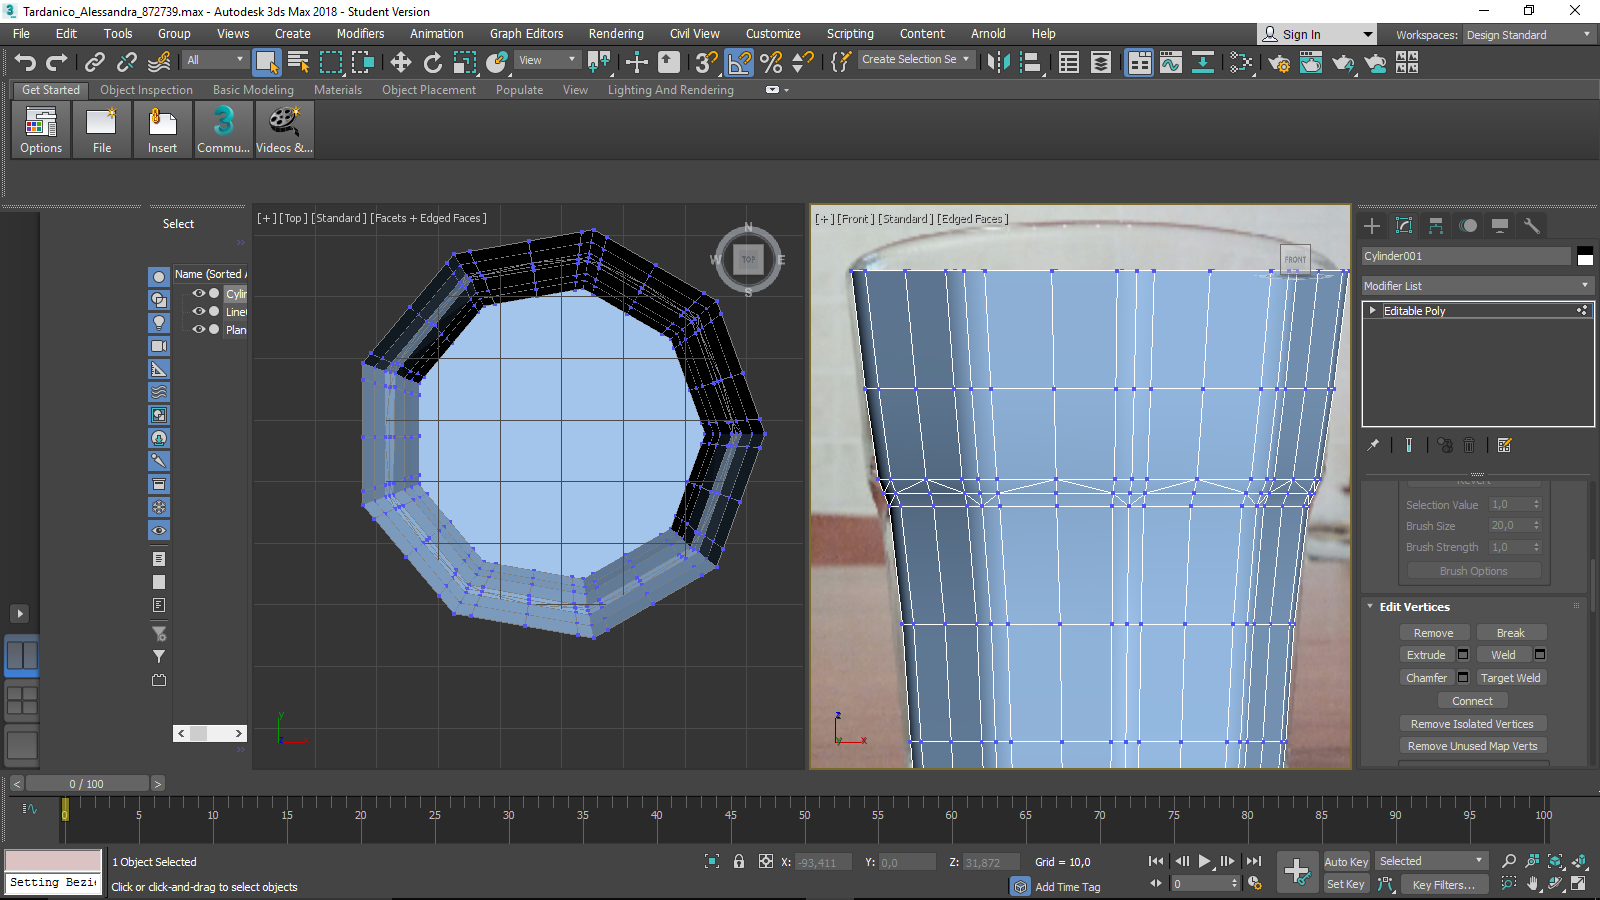 Tardanico_Alessandra_872739.max - Autodesk 3ds Max 2018 - Student Version
File Edit Tools Group Views Create Modifiers Animation Graph Editors Rendering Civil View Customize Scripting Content Arnold Help
Sign In
Workspaces: Design Standard
All
View
Create Selection Se
Get Started Object Inspection Basic Modeling Materials Object Placement Populate View Lighting And Rendering
Options File Insert Commu... Videos &...
Select
Name (Sorted A
Cylin
Line
Plan
[+] [Top] [Standard] [Facets + Edged Faces]
N
W TOP E
S
y
x
[+] [Front] [Standard] [Edged Faces]
FRONT
z
y x
Cylinder001
Modifier List
Editable Poly
Revert
Selection Value 1,0
Brush Size 20,0
Brush Strength 1,0
Brush Options
Edit Vertices
Remove Break
Extrude Weld
Chamfer Target Weld
Connect
Remove Isolated Vertices
Remove Unused Map Verts
< 0 / 100 >
0 5 10 15 20 25 30 35 40 45 50 55 60 65 70 75 80 85 90 95 100
1 Object Selected
X: -93,411 Y: 0,0 Z: 31,872 Grid = 10,0
Auto Key Selected
Setting Bezi
Click or click-and-drag to select objects
Add Time Tag
0
Set Key Key Filters...